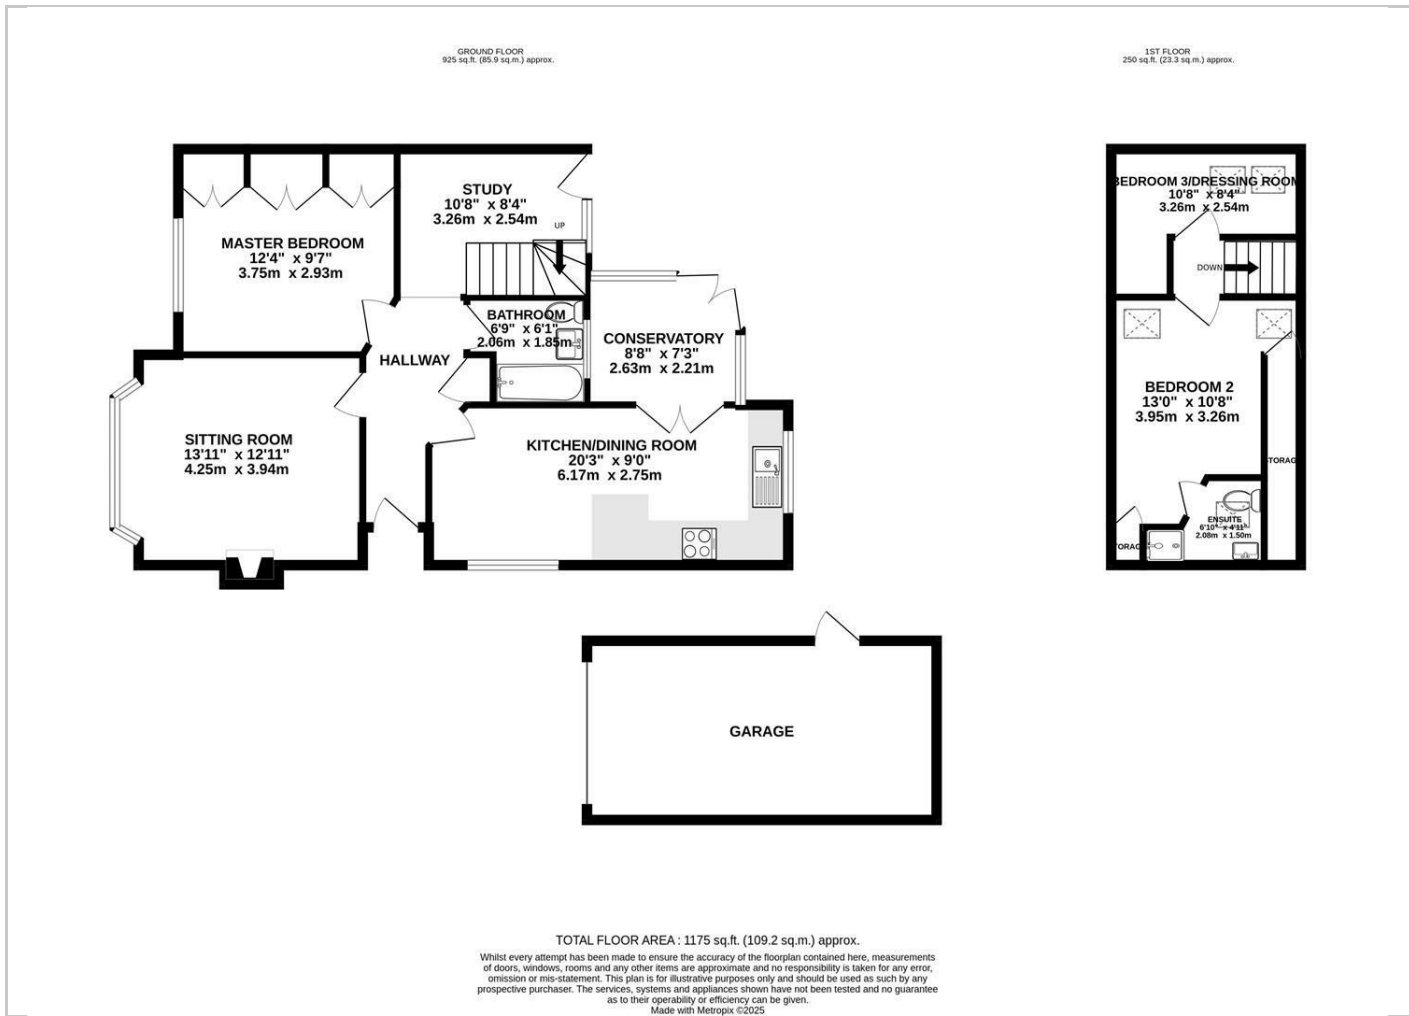 GROUND FLOOR
925 sq.ft. (85.9 sq.m.) approx.
1ST FLOOR
250 sq.ft. (23.3 sq.m.) approx.
STUDY
10'8" x 8'4"
3.26m x 2.54m
UP
MASTER BEDROOM
12'4" x 9'7"
3.75m x 2.93m
BATHROOM
6'9" x 6'1"
2.06m x 1.85m
CONSERVATORY
8'8" x 7'3"
2.63m x 2.21m
HALLWAY
SITTING ROOM
13'11" x 12'11"
4.25m x 3.94m
KITCHEN/DINING ROOM
20'3" x 9'0"
6.17m x 2.75m
BEDROOM 3/DRESSING ROOM
10'8" x 8'4"
3.26m x 2.54m
DOWN
BEDROOM 2
13'0" x 10'8"
3.95m x 3.26m
TORAG
ENSUITE
6'10" x 4'11"
2.08m x 1.50m
TORAG
GARAGE
TOTAL FLOOR AREA : 1175 sq.ft. (109.2 sq.m.) approx.
Whilst every attempt has been made to ensure the accuracy of the floorplan contained here, measurements
of doors, windows, rooms and any other items are approximate and no responsibility is taken for any error,
omission or mis-statement. This plan is for illustrative purposes only and should be used as such by any
prospective purchaser. The services, systems and appliances shown have not been tested and no guarantee
as to their operability or efficiency can be given.
Made with Metropix ©2025